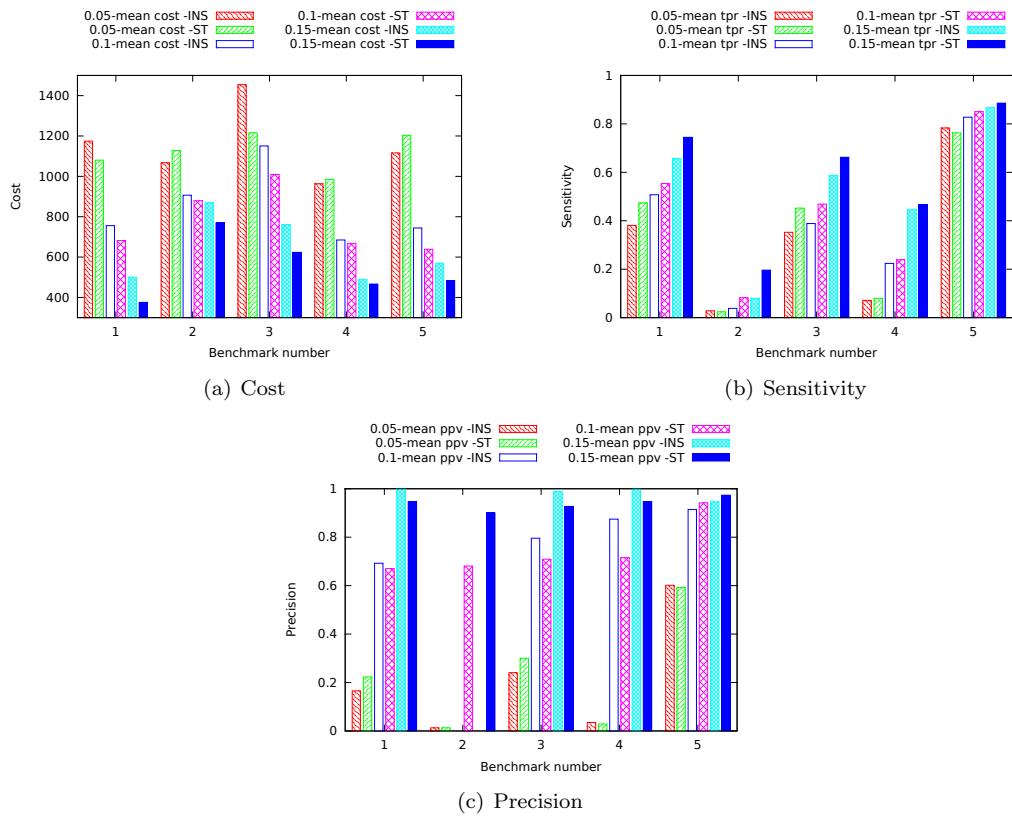 0.05-mean cost -INS
0.05-mean cost -ST
0.1-mean cost -INS
0.1-mean cost -ST
0.15-mean cost -INS
0.15-mean cost -ST
1400
1200
1000
800
600
400
Cost
1 2 3 4 5
Benchmark number
(a) Cost
0.05-mean tpr -INS
0.05-mean tpr -ST
0.1-mean tpr -INS
0.1-mean tpr -ST
0.15-mean tpr -INS
0.15-mean tpr -ST
1
0.8
0.6
0.4
0.2
0
Sensitivity
1 2 3 4 5
Benchmark number
(b) Sensitivity
0.05-mean ppv -INS
0.05-mean ppv -ST
0.1-mean ppv -INS
0.1-mean ppv -ST
0.15-mean ppv -INS
0.15-mean ppv -ST
1
0.8
0.6
0.4
0.2
0
Precision
1 2 3 4 5
Benchmark number
(c) Precision